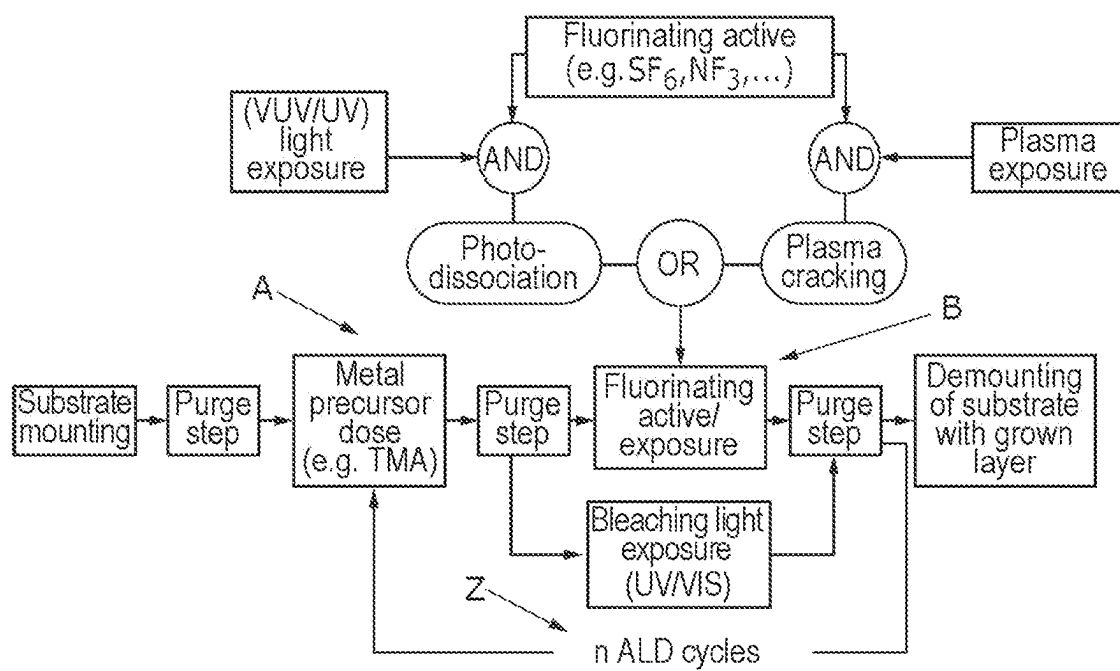 Fluorinating active
(e.g. SF6, NF3,...)
(VUV/UV)
light
exposure
AND
AND
Plasma
exposure
Photo-
dissociation
OR
Plasma
cracking
A
B
Substrate
mounting
Purge
step
Metal
precursor
dose
(e.g. TMA)
Purge
step
Fluorinating
active/
exposure
Purge
step
Demounting
of substrate
with grown
layer
Bleaching light
exposure
(UV/VIS)
Z
n ALD cycles